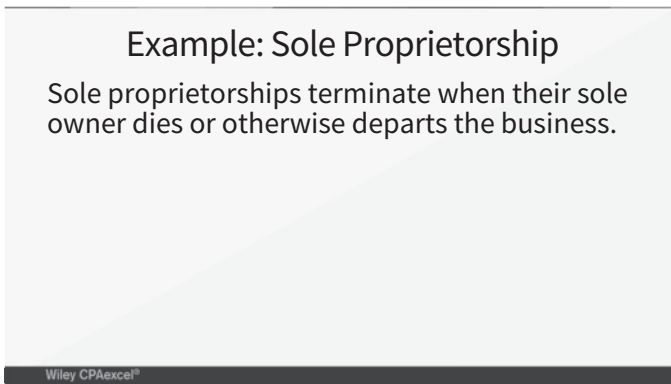 Example: Sole Proprietorship
Sole proprietorships terminate when their sole
owner dies or otherwise departs the business.
Wiley CPAexcel®